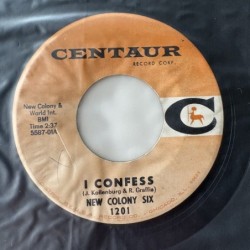 CENTAUR
RECORD CORP.
New Colony &
World Int.
BMI
Time 2:37
C
I CONFESS
(J. Kollenburg & R. Graffia)
NEW COLONY SIX
1201